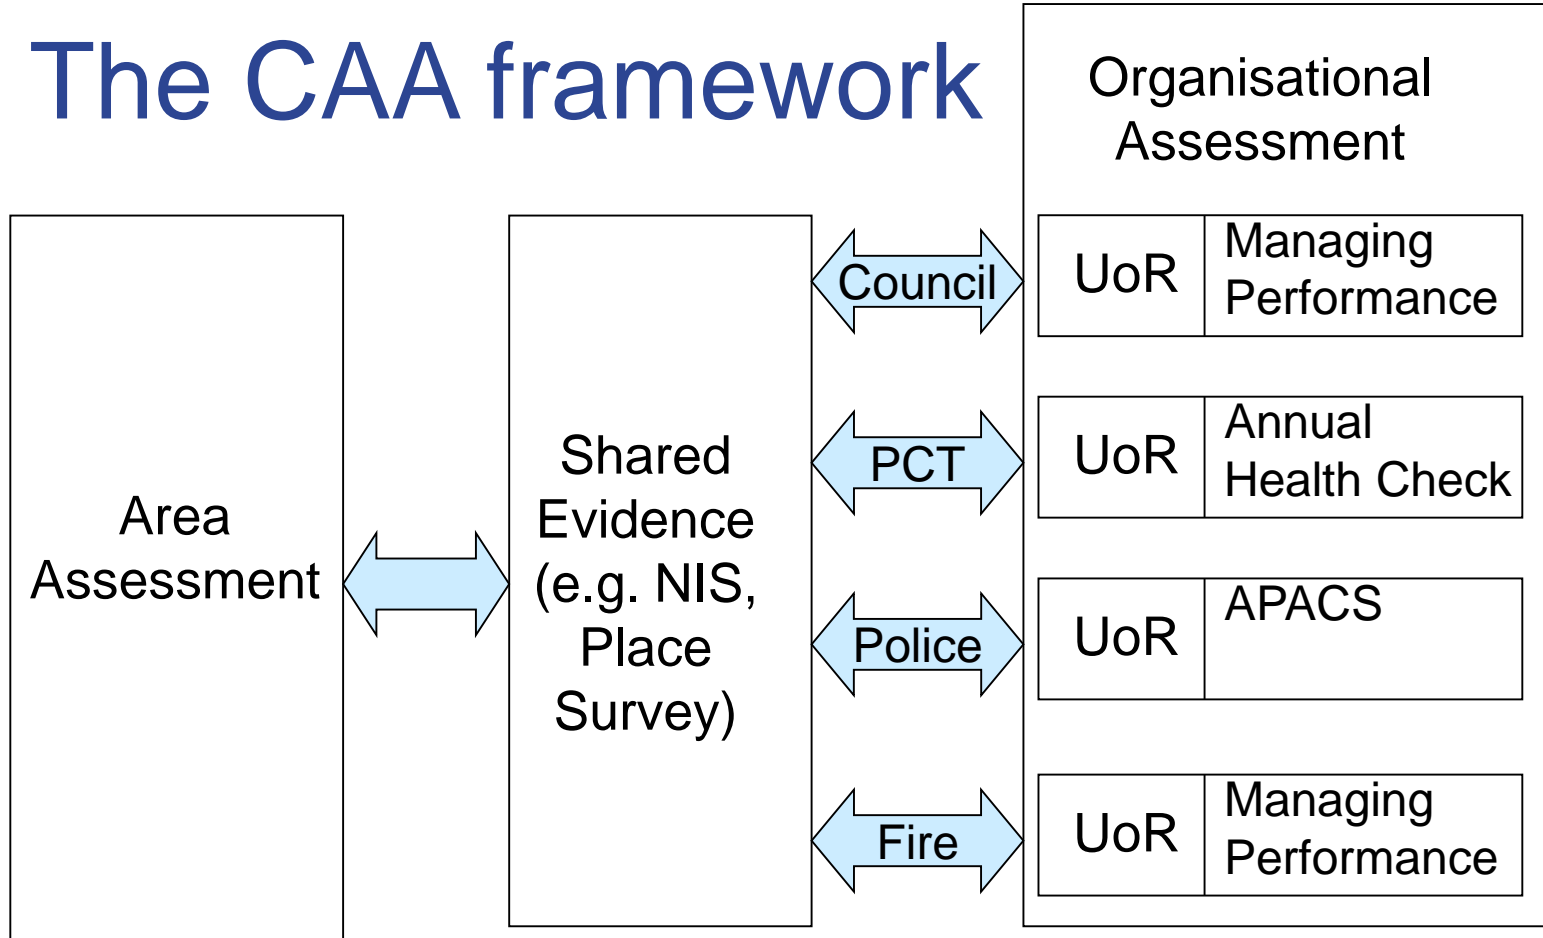 The CAA framework
Organisational
Assessment
Area
Assessment
Shared
Evidence
(e.g. NIS,
Place
Survey)
Council
UoR
Managing
Performance
PCT
UoR
Annual
Health Check
Police
UoR
APACS
Fire
UoR
Managing
Performance